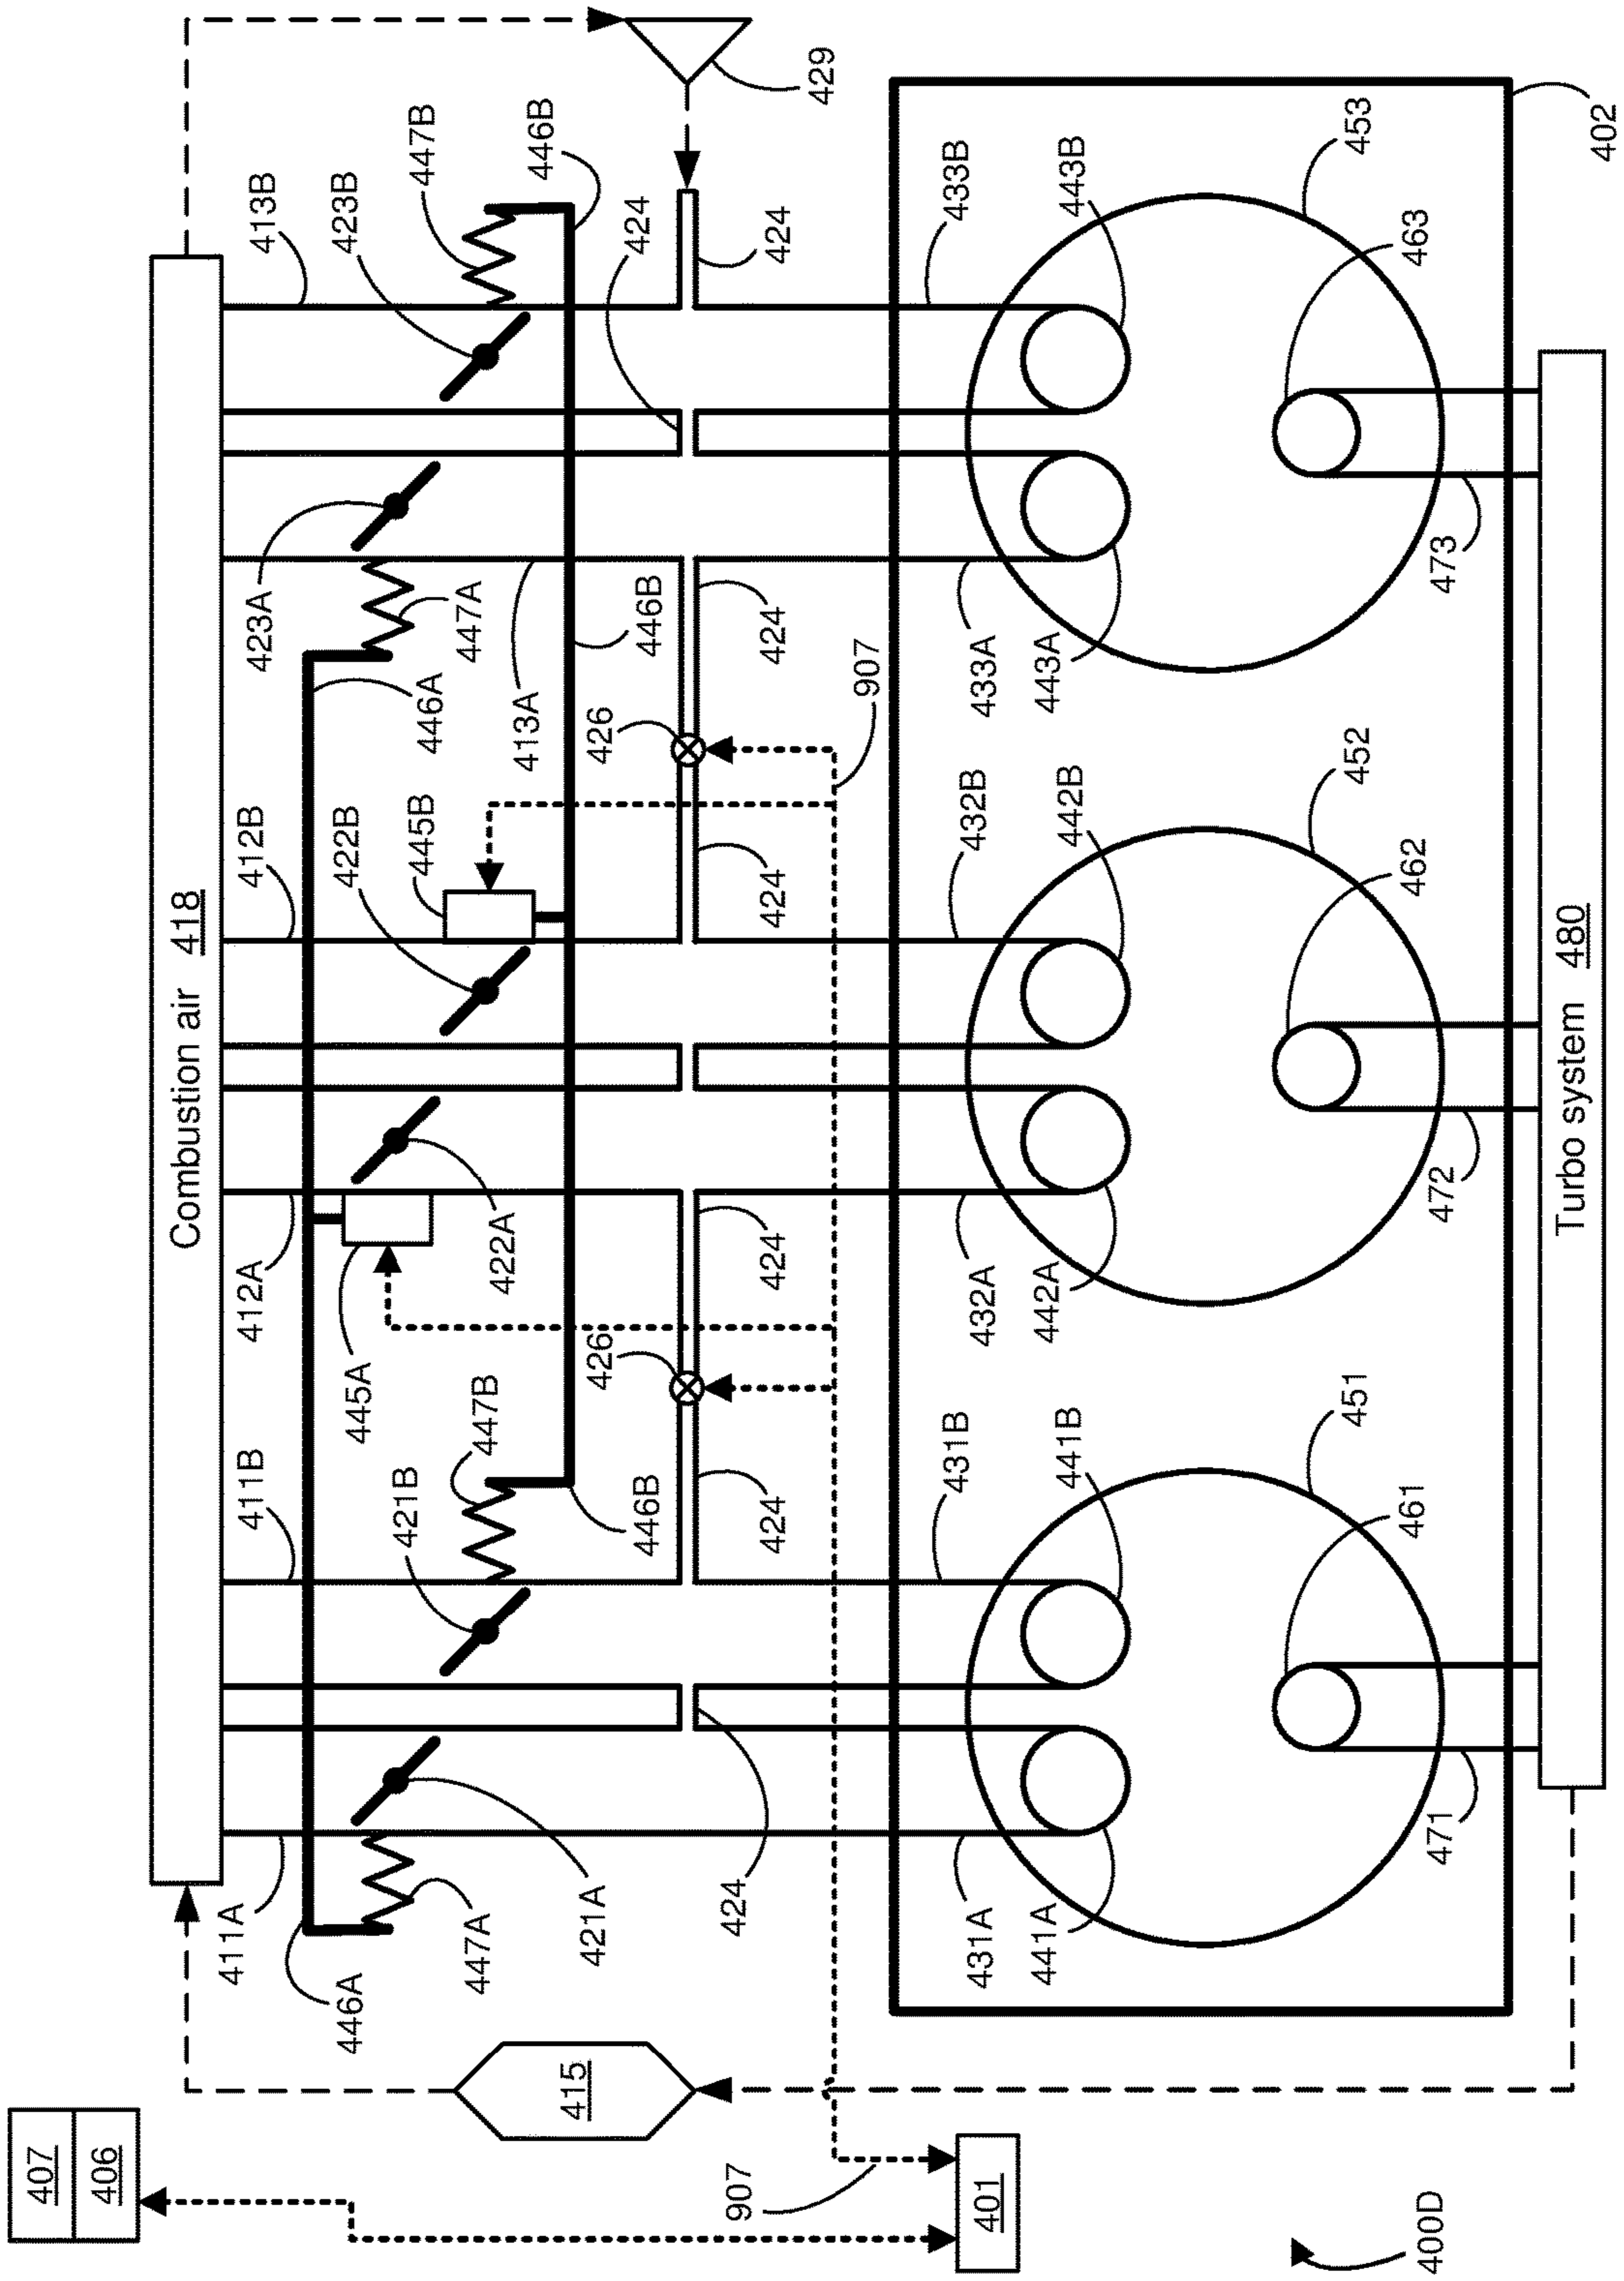 407
406
Combustion air 418
411A
411B
412A
412B
413B
423A
446A
445A
422B
423B
421B
446A
445B
447B
447A
447B
447A
422A
413A
446B
415
421A
426
426
424
446B
446B
907
424
424
424
424
424
424
429
907
431B
432B
433B
401
431A
432A
433A
441A
442A
443A
441B
442B
443B
451
452
453
461
462
463
400D
471
472
473
Turbo system 480
402